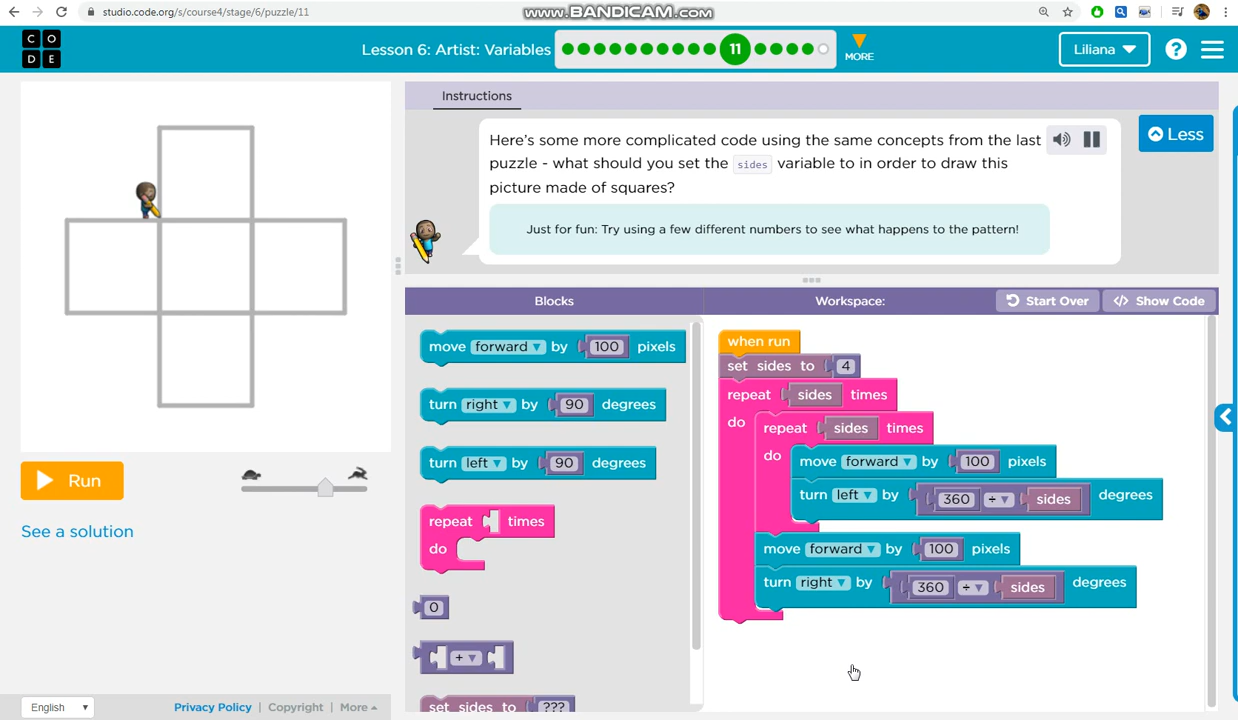 studio.code.org/s/course4/stage/6/puzzle/11
www.BANDICAM.com
C O
D E
Lesson 6: Artist: Variables
11
MORE
Liliana
?
Instructions
Here's some more complicated code using the same concepts from the last
puzzle - what should you set the sides variable to in order to draw this
picture made of squares?
Just for fun: Try using a few different numbers to see what happens to the pattern!
Less
Blocks
Workspace:
Start Over
</> Show Code
move forward by 100 pixels
turn right by 90 degrees
turn left by 90 degrees
repeat times
do
0
+
set sides to ???
when run
set sides to 4
repeat sides times
do
repeat sides times
do
move forward by 100 pixels
turn left by 360 ÷ sides degrees
move forward by 100 pixels
turn right by 360 ÷ sides degrees
Run
See a solution
English
Privacy Policy | Copyright | More